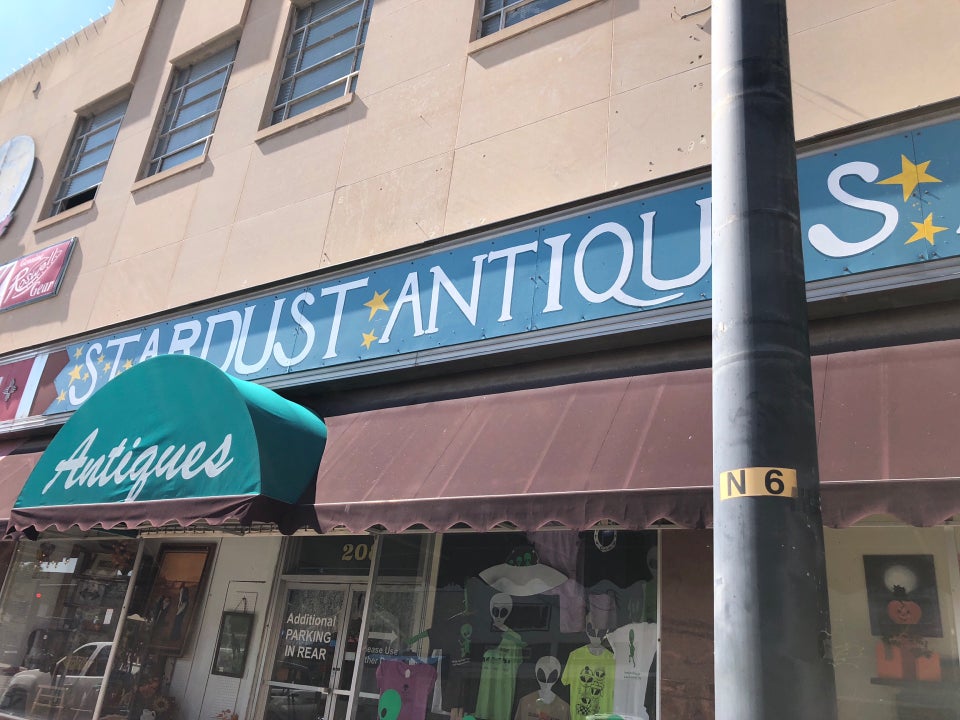 Roswell
Gear
STARDUST ANTIQUES
Antiques
N 6
Additional
PARKING
IN REAR